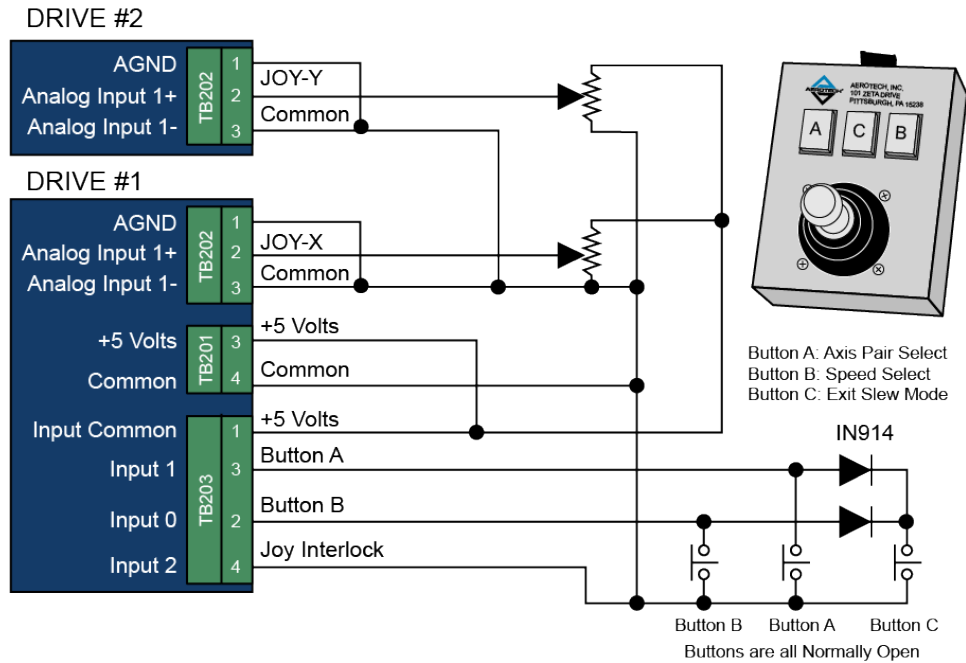 DRIVE #2
AGND
Analog Input 1+
Analog Input 1-
TB202
1
2
3
JOY-Y
Common
DRIVE #1
AGND
Analog Input 1+
Analog Input 1-
TB202
1
2
3
JOY-X
Common
+5 Volts
Common
TB201
3
4
+5 Volts
Common
Input Common
Input 1
Input 0
Input 2
TB203
1
3
2
4
+5 Volts
Button A
Button B
Joy Interlock
AEROTECH
AEROTECH, INC.
101 ZETA DRIVE
PITTSBURGH, PA 15238
A
C
B
Button A: Axis Pair Select
Button B: Speed Select
Button C: Exit Slew Mode
IN914
Button B
Button A
Button C
Buttons are all Normally Open